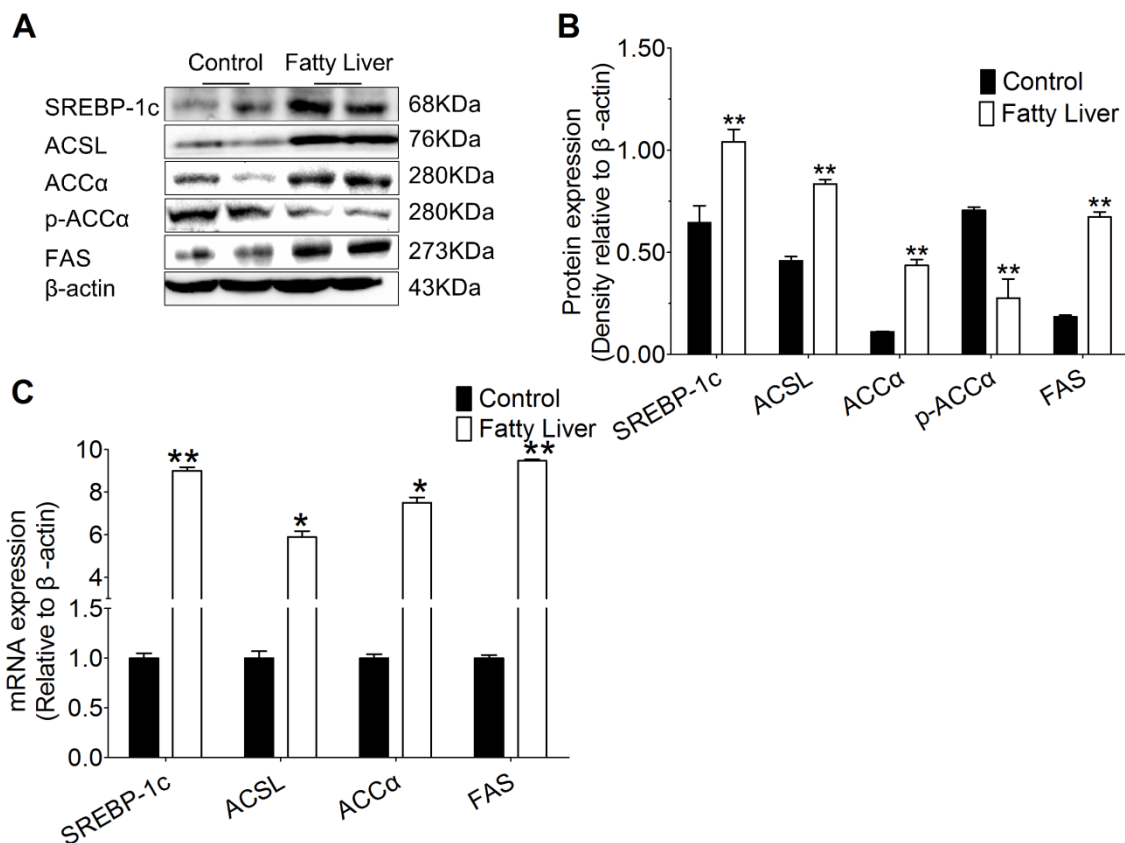 A
Control Fatty Liver
SREBP-1c 68KDa
ACSL 76KDa
ACCα 280KDa
p-ACCα 280KDa
FAS 273KDa
β-actin 43KDa
B
Protein expression
(Density relative to β -actin)
1.50
1.00
0.50
0.00
Control
Fatty Liver
** ** ** ** **
SREBP-1c ACSL ACCα p-ACCα FAS
C
mRNA expression
(Relative to β -actin)
Control
Fatty Liver
10
8
6
4
1.5
1.0
0.5
0.0
** * * **
SREBP-1c ACSL ACCα FAS